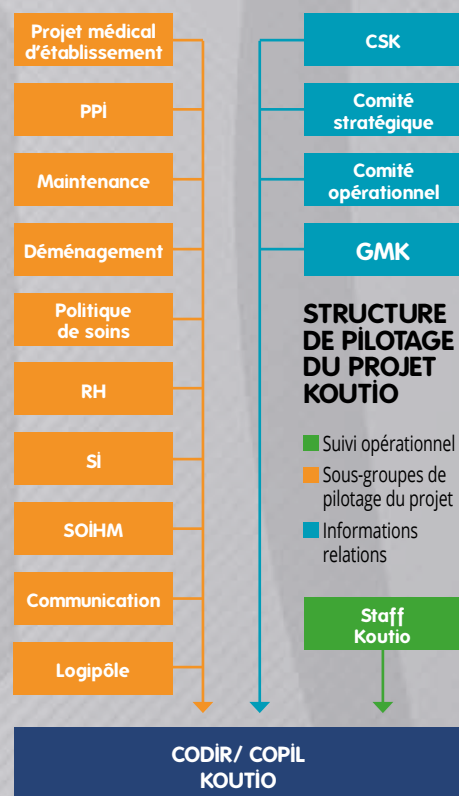 Projet médical
d'établissement
PPİ
Maintenance
Déménagement
Politique
de soins
RH
Sİ
SOİHM
Communication
Logipôle
CSK
Comité
stratégique
Comité
opérationnel
GMK
STRUCTURE
DE PİLOTAGE
DU PROJET
KOUTİO
Suivi opérationnel
Sous-groupes de
pilotage du projet
Informations
relations
Staff
Koutio
CODİR/ COPİL
KOUTİO